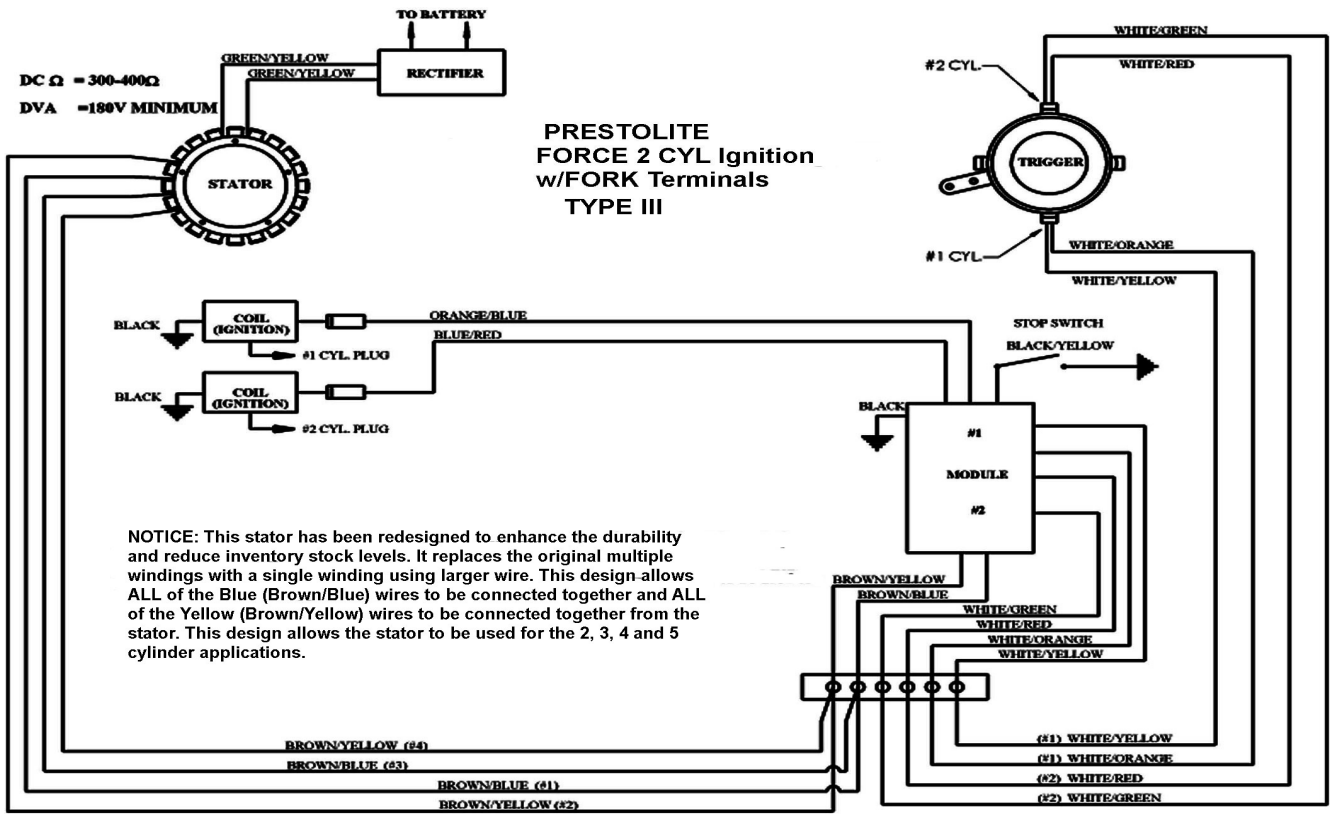 TO BATTERY
GREEN/YELLOW
GREEN/YELLOW
RECTIFIER
DC Ω = 300-400Ω
DVA =180V MINIMUM
STATOR
PRESTOLITE
FORCE 2 CYL Ignition
w/FORK Terminals
TYPE III
WHITE/GREEN
WHITE/RED
#2 CYL.
TRIGGER
#1 CYL.
WHITE/ORANGE
WHITE/YELLOW
BLACK
COIL
(IGNITION)
ORANGE/BLUE
#1 CYL. PLUG
BLUE/RED
BLACK
COIL
(IGNITION)
#2 CYL. PLUG
STOP SWITCH
BLACK/YELLOW
BLACK
#1
MODULE
#2
NOTICE: This stator has been redesigned to enhance the durability
and reduce inventory stock levels. It replaces the original multiple
windings with a single winding using larger wire. This design allows
ALL of the Blue (Brown/Blue) wires to be connected together and ALL
of the Yellow (Brown/Yellow) wires to be connected together from the
stator. This design allows the stator to be used for the 2, 3, 4 and 5
cylinder applications.
BROWN/YELLOW
BROWN/BLUE
WHITE/GREEN
WHITE/RED
WHITE/ORANGE
WHITE/YELLOW
BROWN/YELLOW (#4)
BROWN/BLUE (#3)
BROWN/BLUE (#1)
BROWN/YELLOW (#2)
(#1) WHITE/YELLOW
(#1) WHITE/ORANGE
(#2) WHITE/RED
(#2) WHITE/GREEN